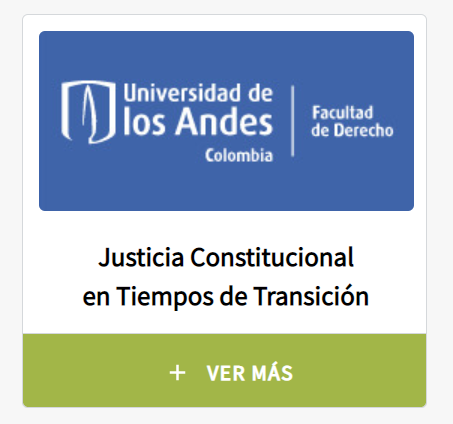 Universidad de
los Andes
Colombia
Facultad
de Derecho
Justicia Constitucional
en Tiempos de Transición
+ VER MÁS